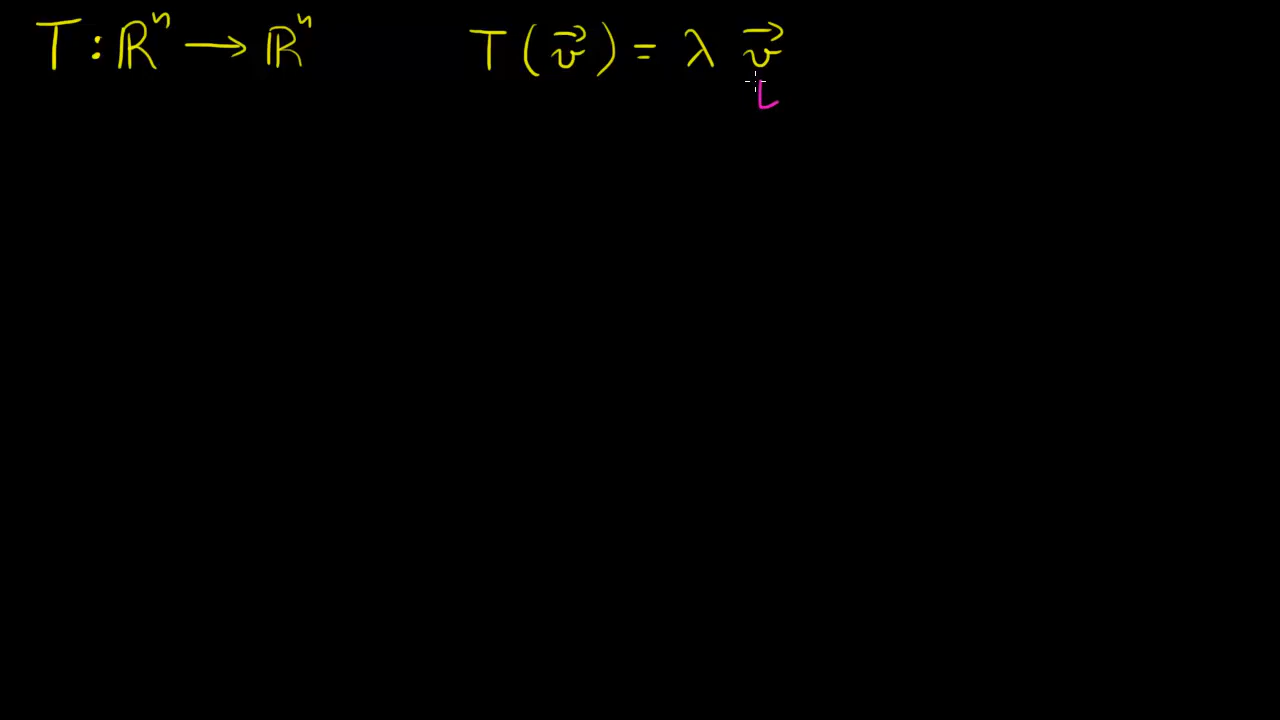 T : ℝⁿ → ℝⁿ T(v⃗) = λ v⃗